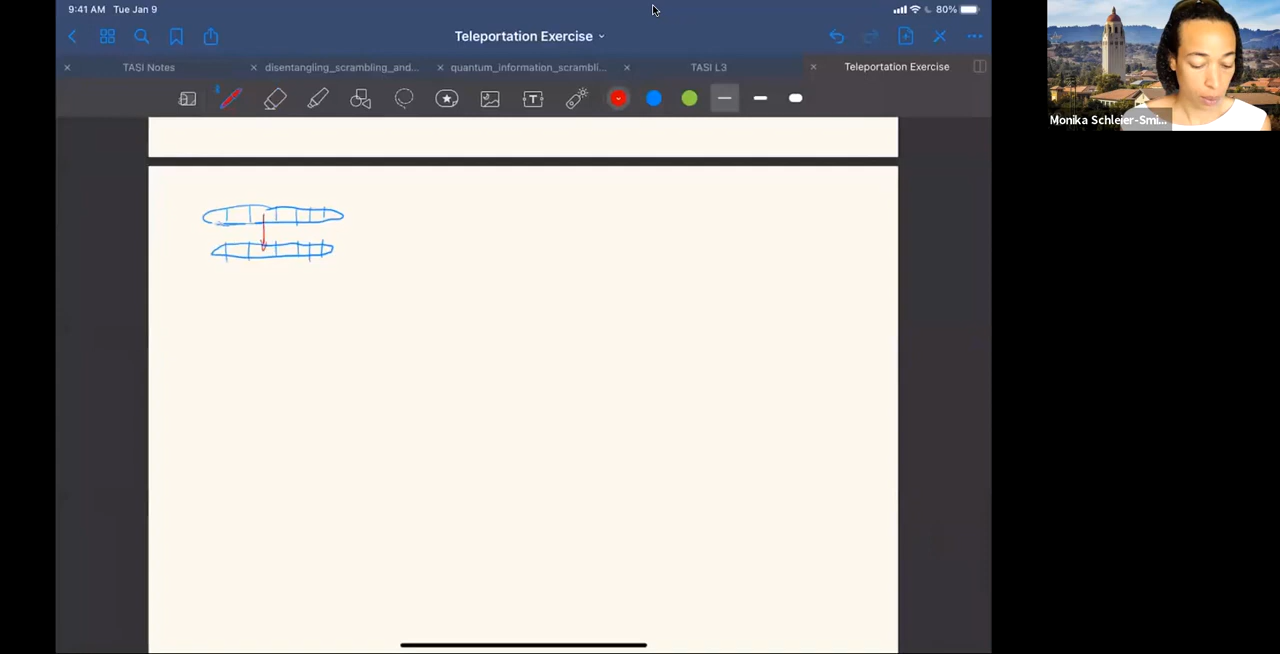 9:41 AM Tue Jan 9
80%
Teleportation Exercise
TASI Notes
disentangling_scrambling_and...
quantum_information_scrambli...
TASI L3
Teleportation Exercise
T
Monika Schleier-Smi...